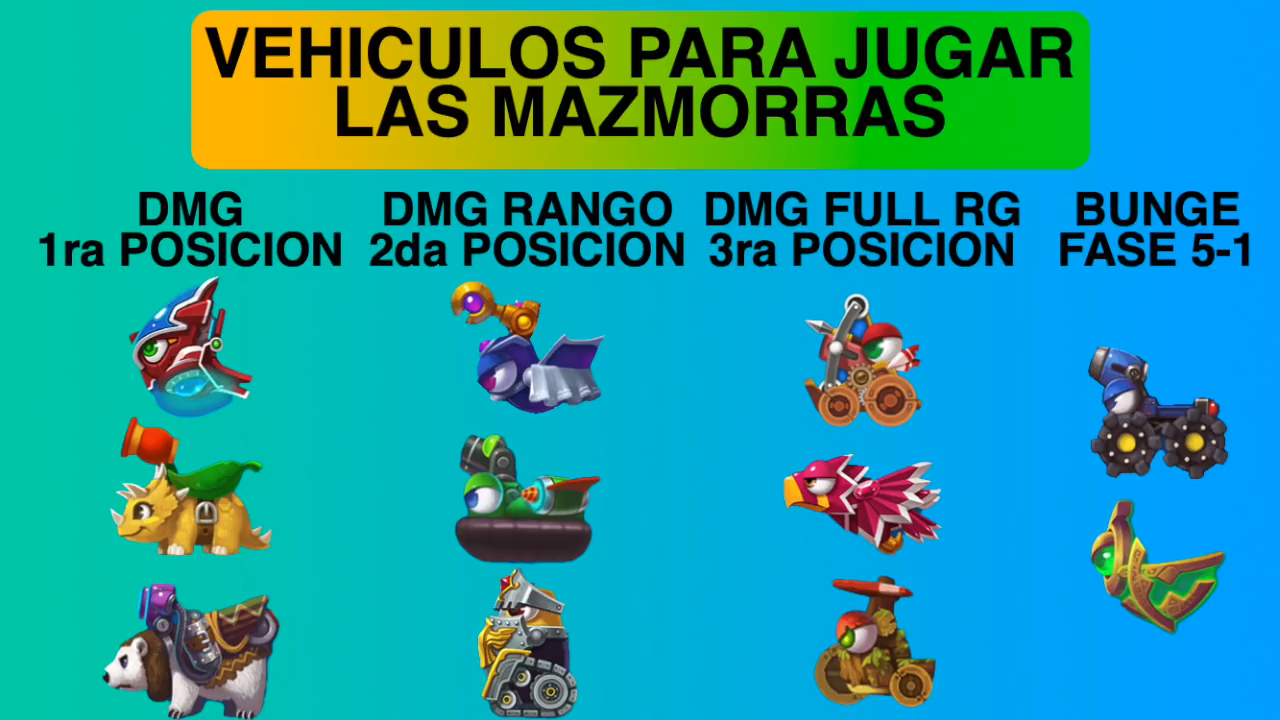 VEHICULOS PARA JUGAR
LAS MAZMORRAS
DMG
1ra POSICION
DMG RANGO
2da POSICION
DMG FULL RG
3ra POSICION
BUNGE
FASE 5-1